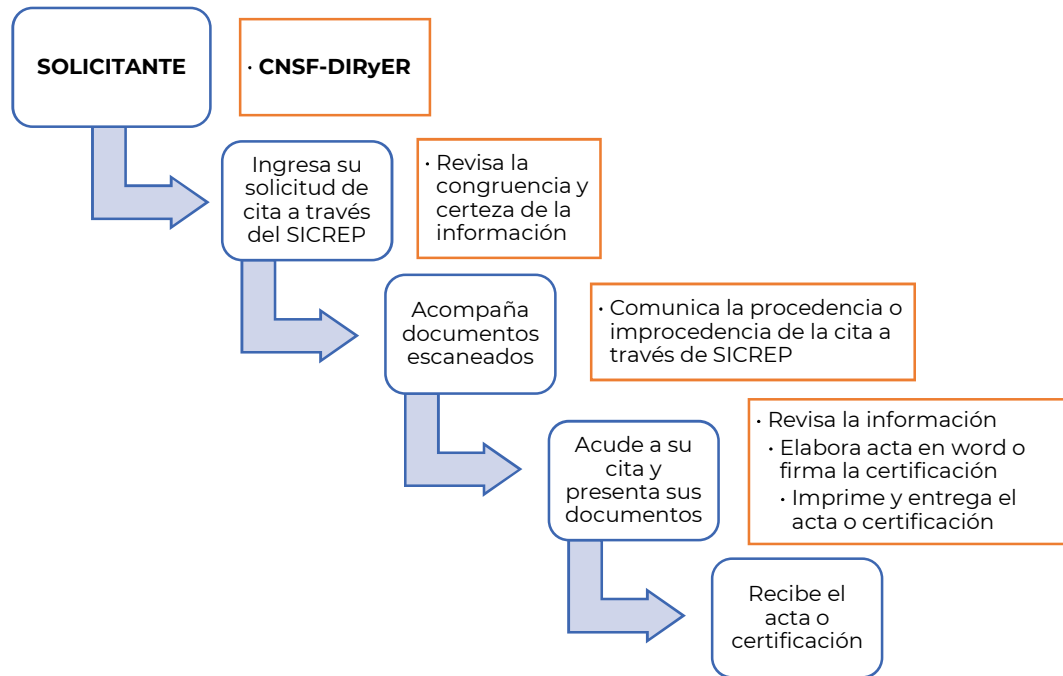 SOLICITANTE
· CNSF-DIRyER
Ingresa su
solicitud de
cita a través
del SICREP
· Revisa la
congruencia y
certeza de la
información
Acompaña
documentos
escaneados
· Comunica la procedencia o
improcedencia de la cita a
través de SICREP
Acude a su
cita y
presenta sus
documentos
· Revisa la información
· Elabora acta en word o
firma la certificación
· Imprime y entrega el
acta o certificación
Recibe el
acta o
certificación